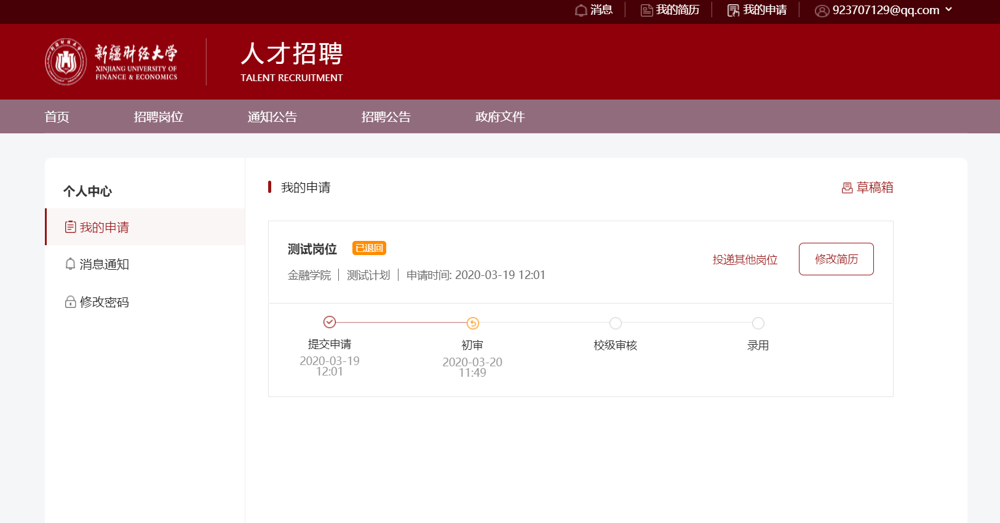 消息
我的简历
我的申请
923707129@qq.com
新疆财经大学
XINJIANG UNIVERSITY OF
FINANCE & ECONOMICS
人才招聘
TALENT RECRUITMENT
首页
招聘岗位
通知公告
招聘公告
政府文件
个人中心
我的申请
消息通知
修改密码
我的申请
草稿箱
测试岗位
已退回
金融学院
测试计划
申请时间: 2020-03-19 12:01
投递其他岗位
修改简历
提交申请
2020-03-19
12:01
初审
2020-03-20
11:49
校级审核
录用